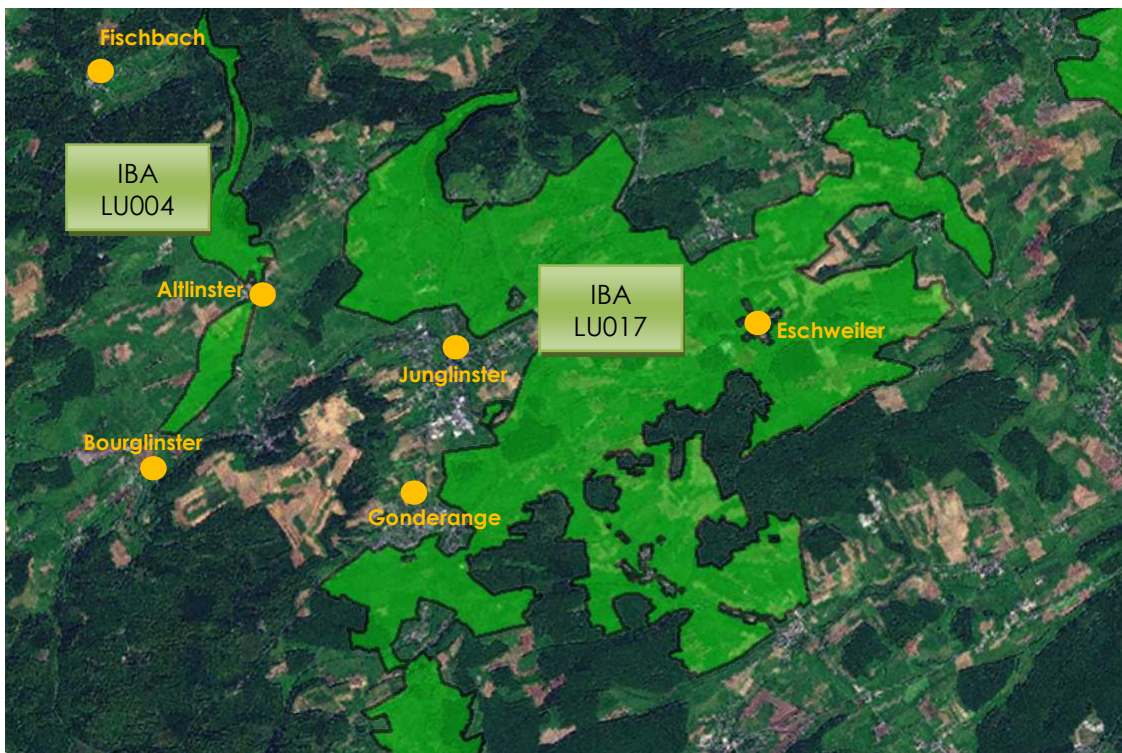 Fischbach
IBA
LU004
Altlinster
IBA
LU017
Eschweiler
Junglinster
Bourglinster
Gonderange